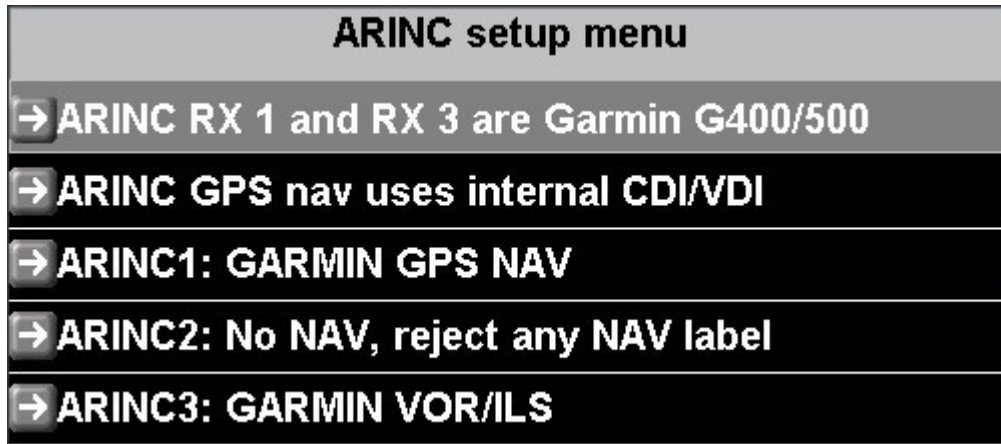 ARINC setup menu
ARINC RX 1 and RX 3 are Garmin G400/500
ARINC GPS nav uses internal CDI/VDI
ARINC1: GARMIN GPS NAV
ARINC2: No NAV, reject any NAV label
ARINC3: GARMIN VOR/ILS